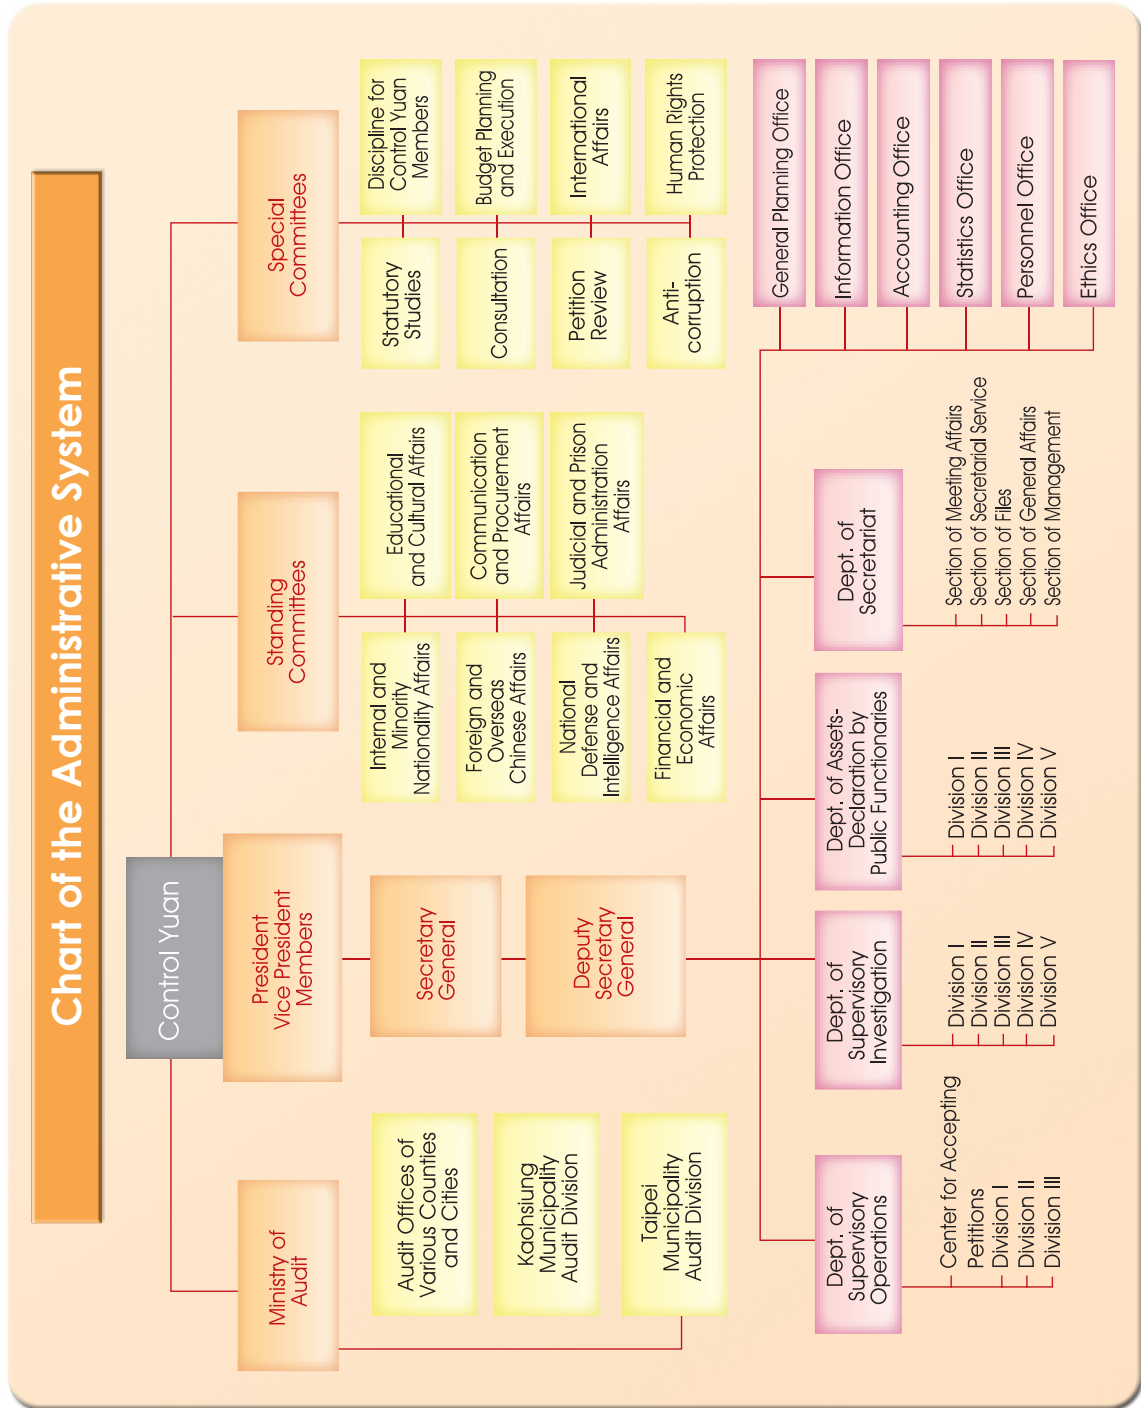 Chart of the Administrative System
Control Yuan
President
Vice President
Members
Secretary
General
Deputy
Secretary
General
Ministry of
Audit
Audit Offices of
Various Counties
and Cities
Kaohsiung
Municipality
Audit Division
Taipei
Municipality
Audit Division
Standing
Committees
Internal and
Minority
Nationality Affairs
Educational
and Cultural Affairs
Foreign and
Overseas
Chinese Affairs
Communication
and Procurement
Affairs
National
Defense and
Intelligence Affairs
Judicial and Prison
Administration
Affairs
Financial and
Economic
Affairs
Special
Committees
Statutory
Studies
Discipline for
Control Yuan
Members
Consultation
Budget Planning
and Execution
Petition
Review
International
Affairs
Anti-
corruption
Human Rights
Protection
Dept. of
Supervisory
Operations
Center for Accepting
Petitions
Division I
Division II
Division III
Dept. of
Supervisory
Investigation
Division I
Division II
Division III
Division IV
Division V
Dept. of Assets-
Declaration by
Public Functionaries
Division I
Division II
Division III
Division IV
Division V
Dept. of
Secretariat
Section of Meeting Affairs
Section of Secretarial Service
Section of Files
Section of General Affairs
Section of Management
General Planning Office
Information Office
Accounting Office
Statistics Office
Personnel Office
Ethics Office